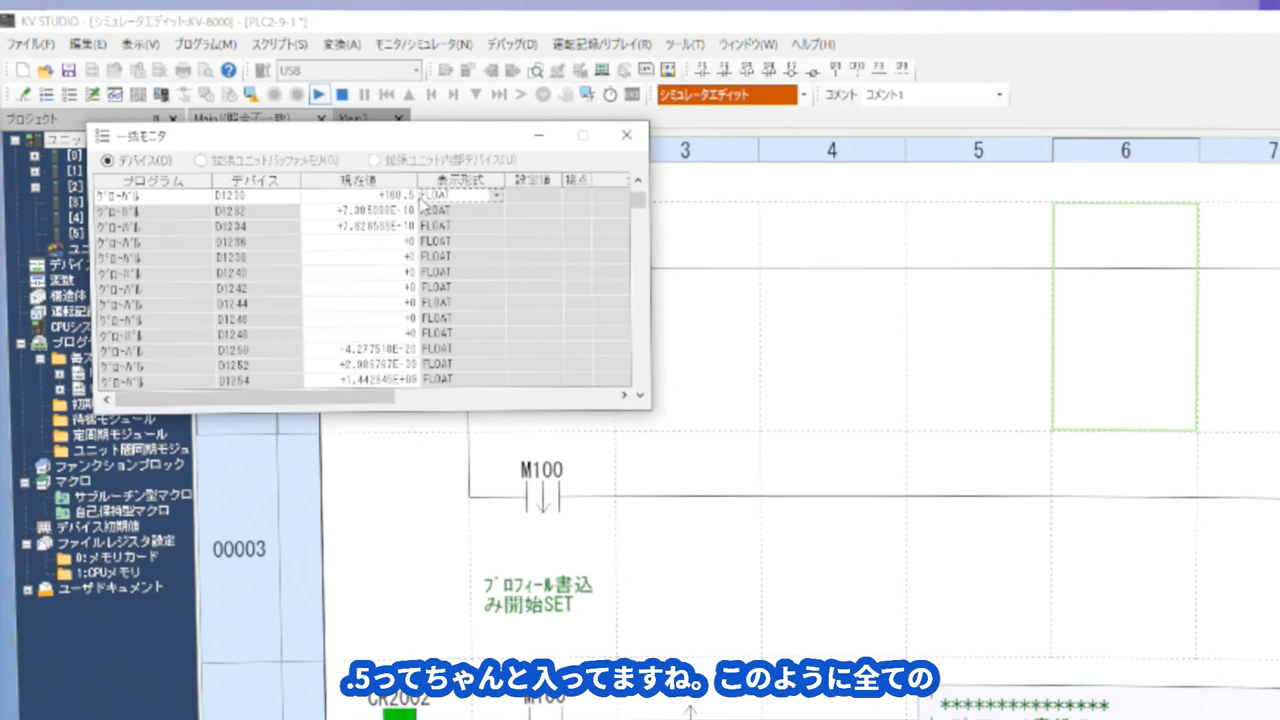 KV STUDIO - [シミュレータエディット:KV-8000] - [PLC2-9-1 *]
ファイル(F) 編集(E) 表示(V) プログラム(M) スクリプト(S) 変換(A) モニタ/シミュレータ(N) デバッグ(D) 運転記録/リプレイ(R) ツール(T) ウィンドウ(W) ヘルプ(H)
USB
シミュレータエディット コメント コメント1
プロジェクト
一括モニタ
デバイス(D) 拡張ユニットバッファメモリ(G) 拡張ユニット内部デバイス(U)
プログラム デバイス 現在値 表示形式 設定値 接点
グローバル D1230 +160.5 FLOAT
グローバル D1232 FLOAT
グローバル D1234 FLOAT
グローバル D1236 +0 FLOAT
グローバル D1238 +0 FLOAT
グローバル D1240 +0 FLOAT
グローバル D1242 +0 FLOAT
グローバル D1244 +0 FLOAT
グローバル D1246 +0 FLOAT
グローバル D1248 +0 FLOAT
グローバル D1250 -4.277518E-20 FLOAT
グローバル D1252 FLOAT
グローバル D1254 +1.442845E+09 FLOAT
3 4 5 6 7
[0]
[1]
[2]
[3]
[4]
[5]
変数
構造体
待機モジュール
定周期モジュール
ユニット間同期モジュ
ファンクションブロック
マクロ
サブルーチン型マクロ
自己保持型マクロ
デバイス初期値
ファイルレジスタ設定
0:メモリカード
1:CPUメモリ
ユーザドキュメント
00003
M100
プロフィール書込
み開始SET
CR2002
***************
.5ってちゃんと入ってますね。このように全ての